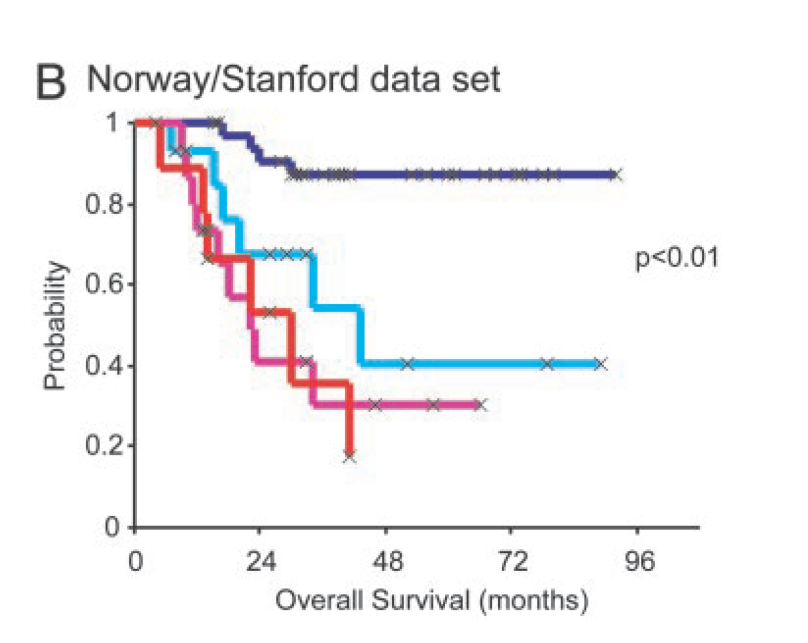 B Norway/Stanford data set
1
0.8
0.6
0.4
0.2
0
Probability
p<0.01
0 24 48 72 96
Overall Survival (months)